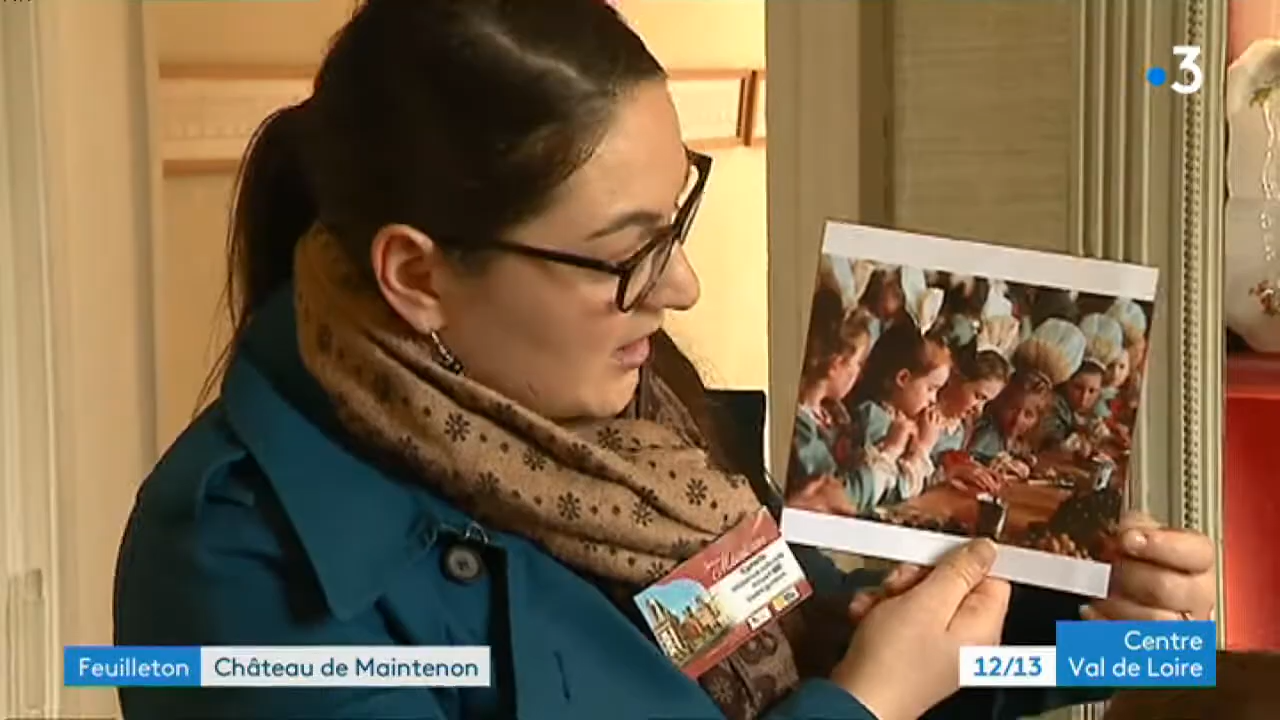 3
Feuilleton
Château de Maintenon
12/13
Centre
Val de Loire